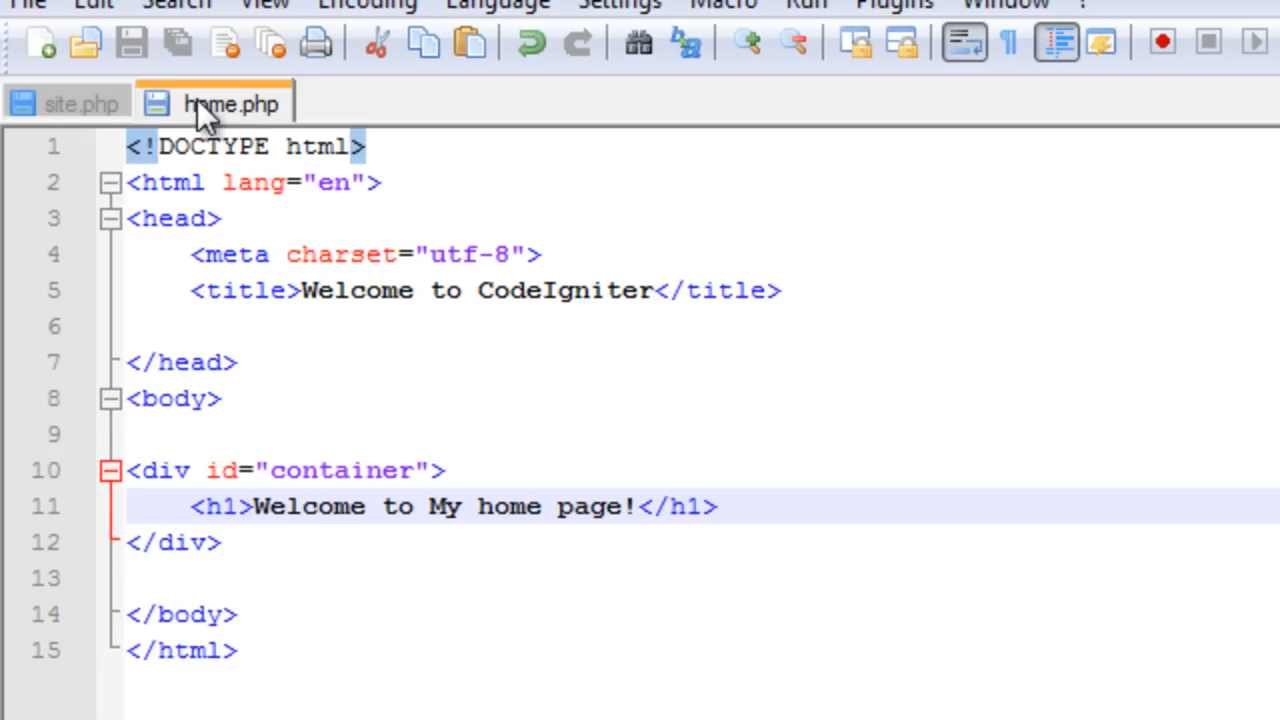 File Edit Search View Encoding Language Settings Macro Run Plugins Window ?
site.php home.php
1 <!DOCTYPE html>
2 <html lang="en">
3 <head>
4 <meta charset="utf-8">
5 <title>Welcome to CodeIgniter</title>
6
7 </head>
8 <body>
9
10 <div id="container">
11 <h1>Welcome to My home page!</h1>
12 </div>
13
14 </body>
15 </html>